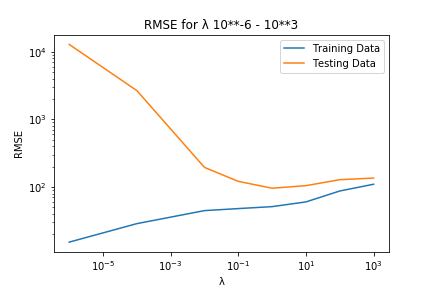 RMSE for λ 10**-6 - 10**3
Training Data
Testing Data
10⁴
10³
10²
RMSE
10⁻⁵
10⁻³
10⁻¹
10¹
10³
λ